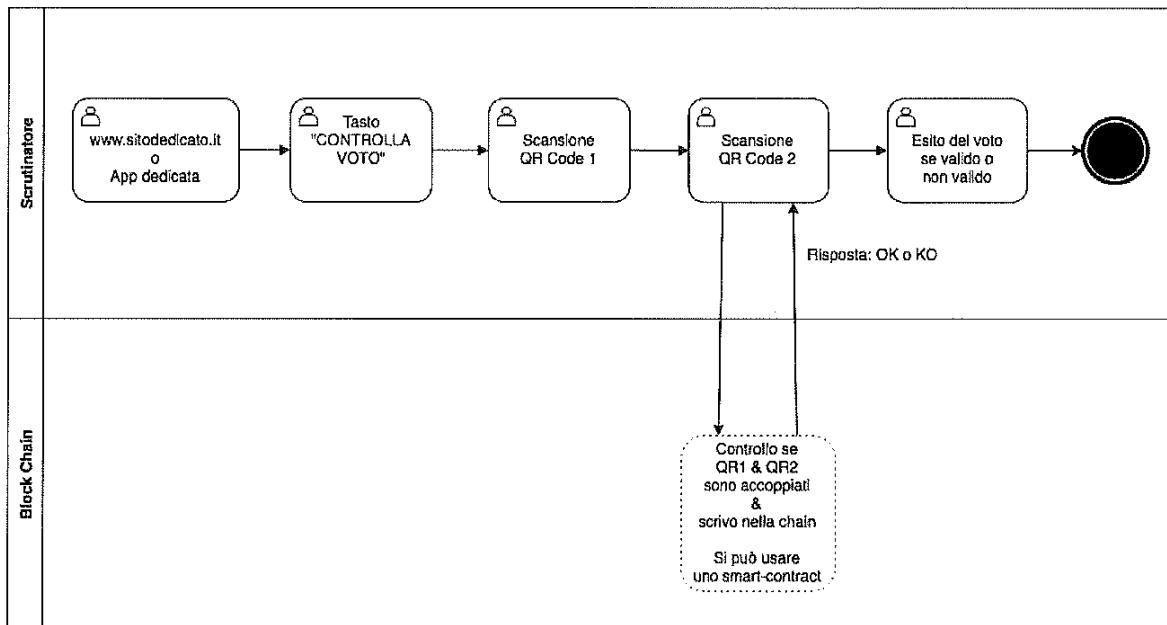 Scrutinatore
www.sitodedicato.it
o
App dedicata
Tasto
"CONTROLLA
VOTO"
Scansione
QR Code 1
Scansione
QR Code 2
Esito del voto
se valido o
non valido
Risposta: OK o KO
Block Chain
Controllo se
QR1 & QR2
sono accoppiati
&
scrivo nella chain
Si può usare
uno smart-contract